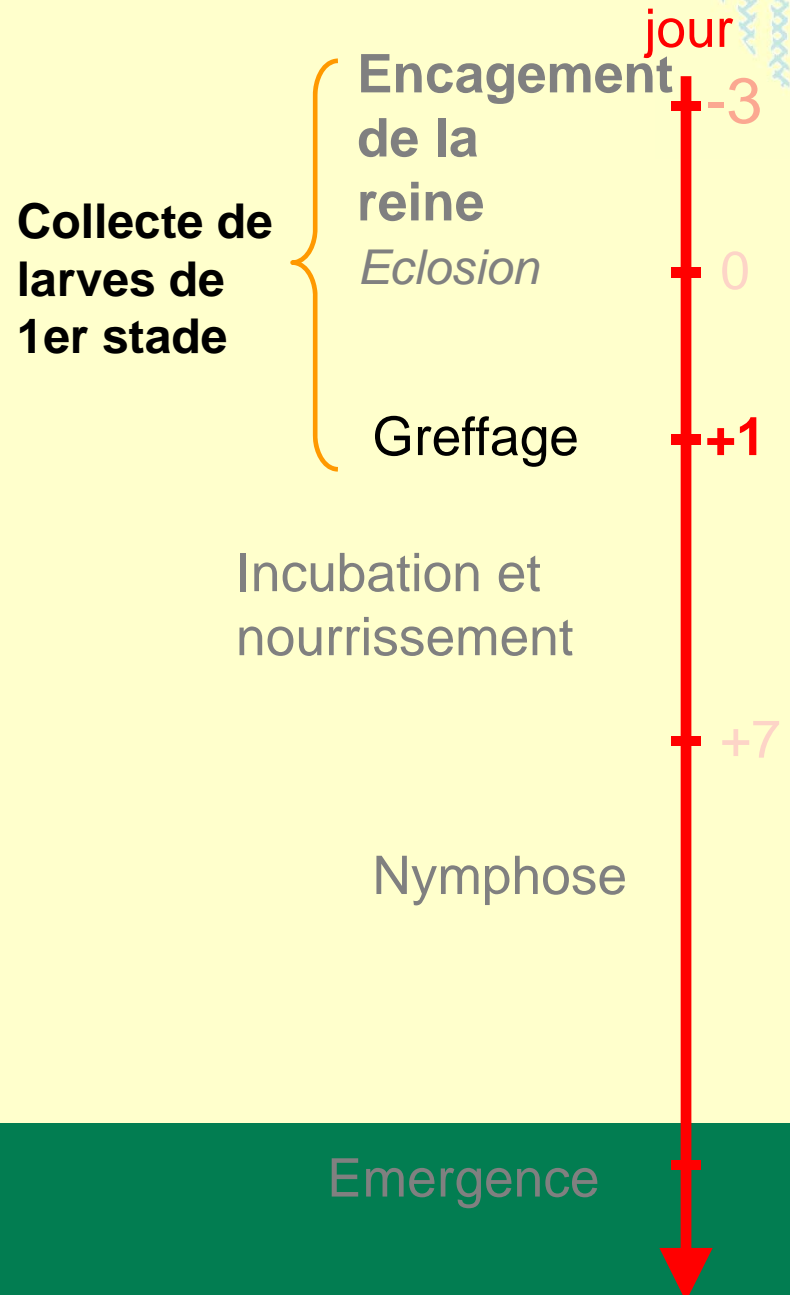 jour
Encagement
-3
de la
reine
Collecte de
larves de
1er stade
Eclosion
0
Greffage
+1
Incubation et
nourrissement
+7
Nymphose
Emergence